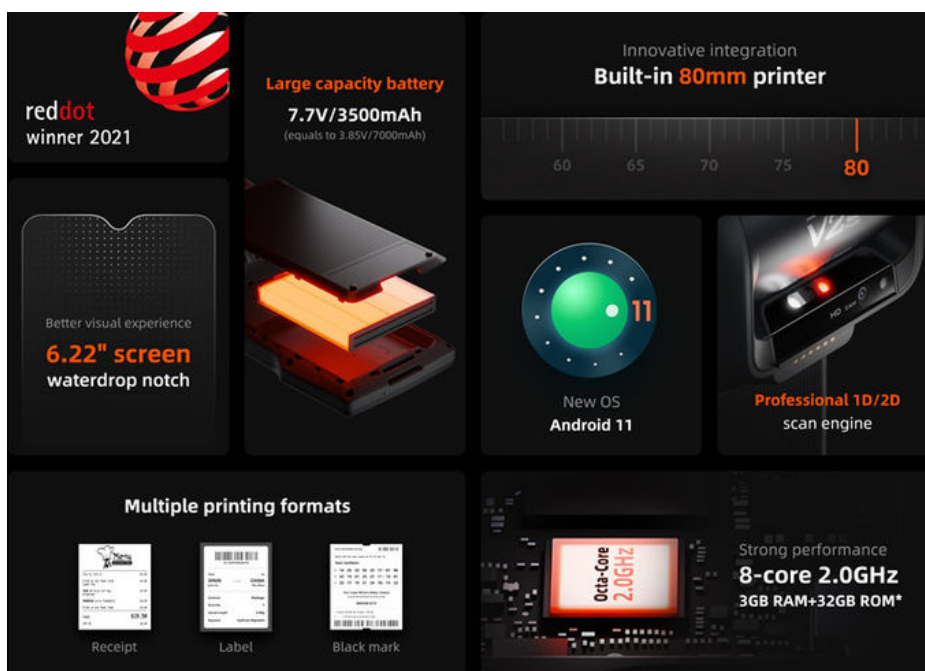 reddot
winner 2021
Large capacity battery
7.7V/3500mAh
(equals to 3.85V/7000mAh)
Innovative integration
Built-in 80mm printer
60 65 70 75 80
Better visual experience
6.22" screen
waterdrop notch
11
New OS
Android 11
HD
Professional 1D/2D
scan engine
Multiple printing formats
Receipt
Label
Black mark
Octa-Core
2.0GHz
Strong performance
8-core 2.0GHz
3GB RAM+32GB ROM*